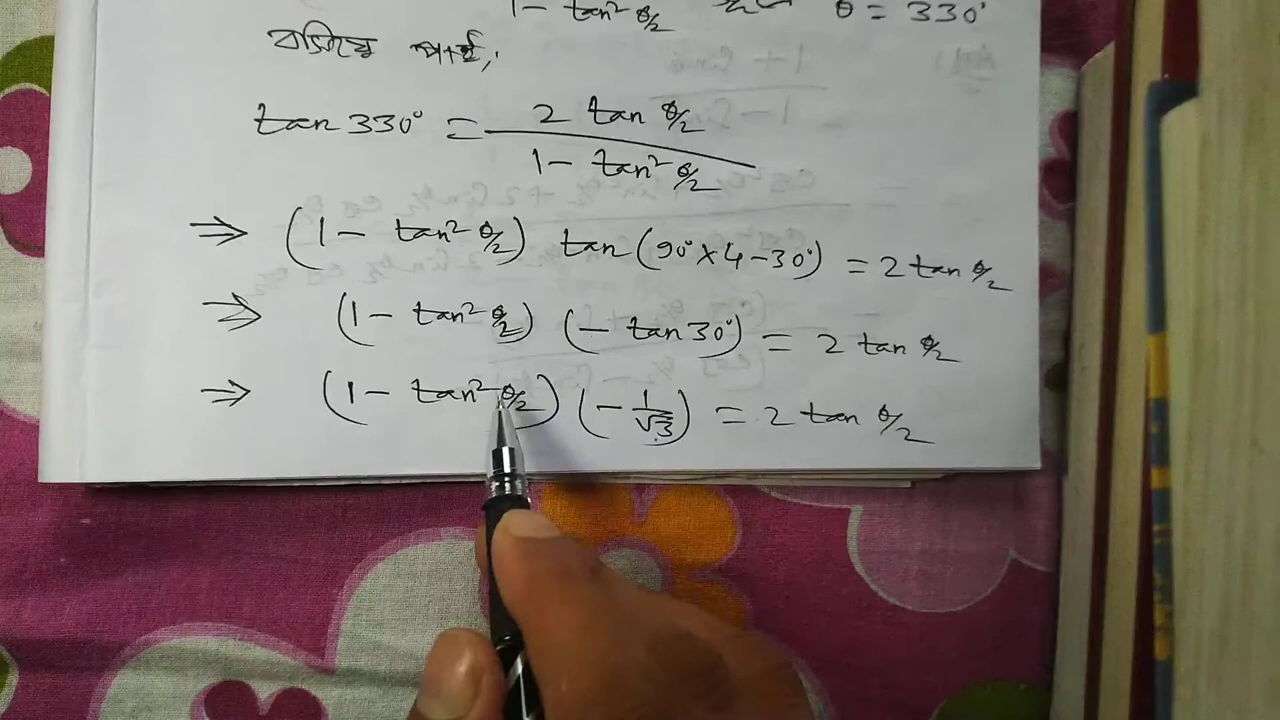 1 - tan² θ/2 θ = 330°
বসিয়ে পাই,
tan 330° = 2 tan θ/2 / 1 - tan² θ/2
⇒ (1 - tan² θ/2) tan (90° × 4 - 30°) = 2 tan θ/2
⇒ (1 - tan² θ/2) (- tan 30°) = 2 tan θ/2
⇒ (1 - tan² θ/2) (- 1/√3) = 2 tan θ/2